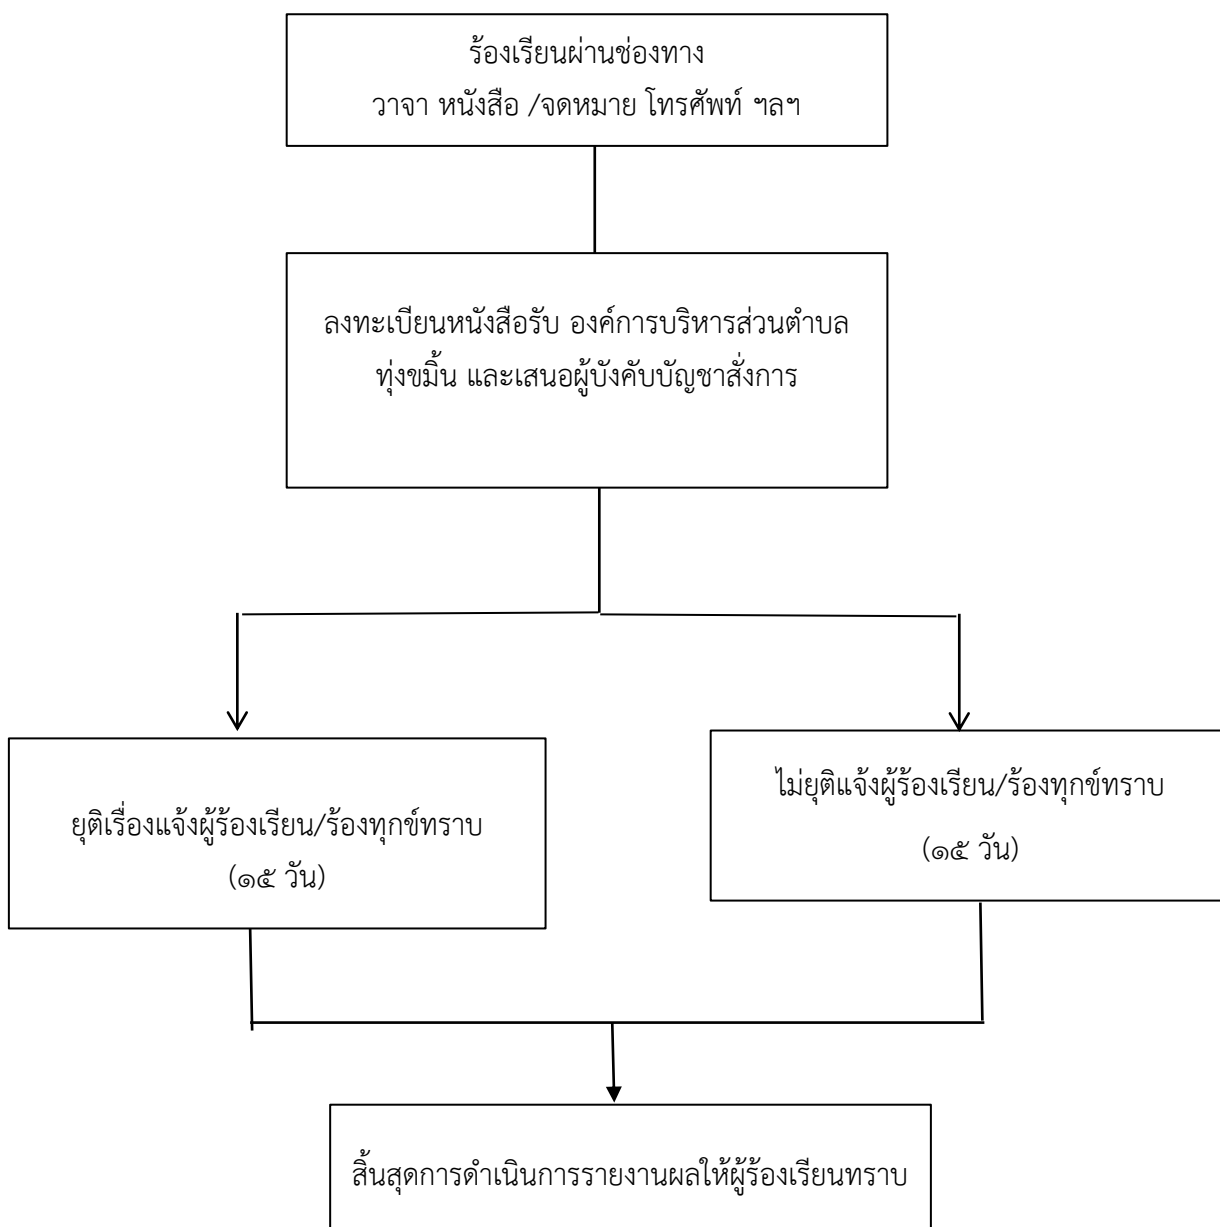 ร้องเรียนผ่านช่องทาง
วาจา หนังสือ /จดหมาย โทรศัพท์ ฯลฯ
ลงทะเบียนหนังสือรับ องค์การบริหารส่วนตำบล
ทุ่งขมิ้น และเสนอผู้บังคับบัญชาสั่งการ
ยุติเรื่องแจ้งผู้ร้องเรียน/ร้องทุกข์ทราบ
(๑๕ วัน)
ไม่ยุติแจ้งผู้ร้องเรียน/ร้องทุกข์ทราบ
(๑๕ วัน)
สิ้นสุดการดำเนินการรายงานผลให้ผู้ร้องเรียนทราบ